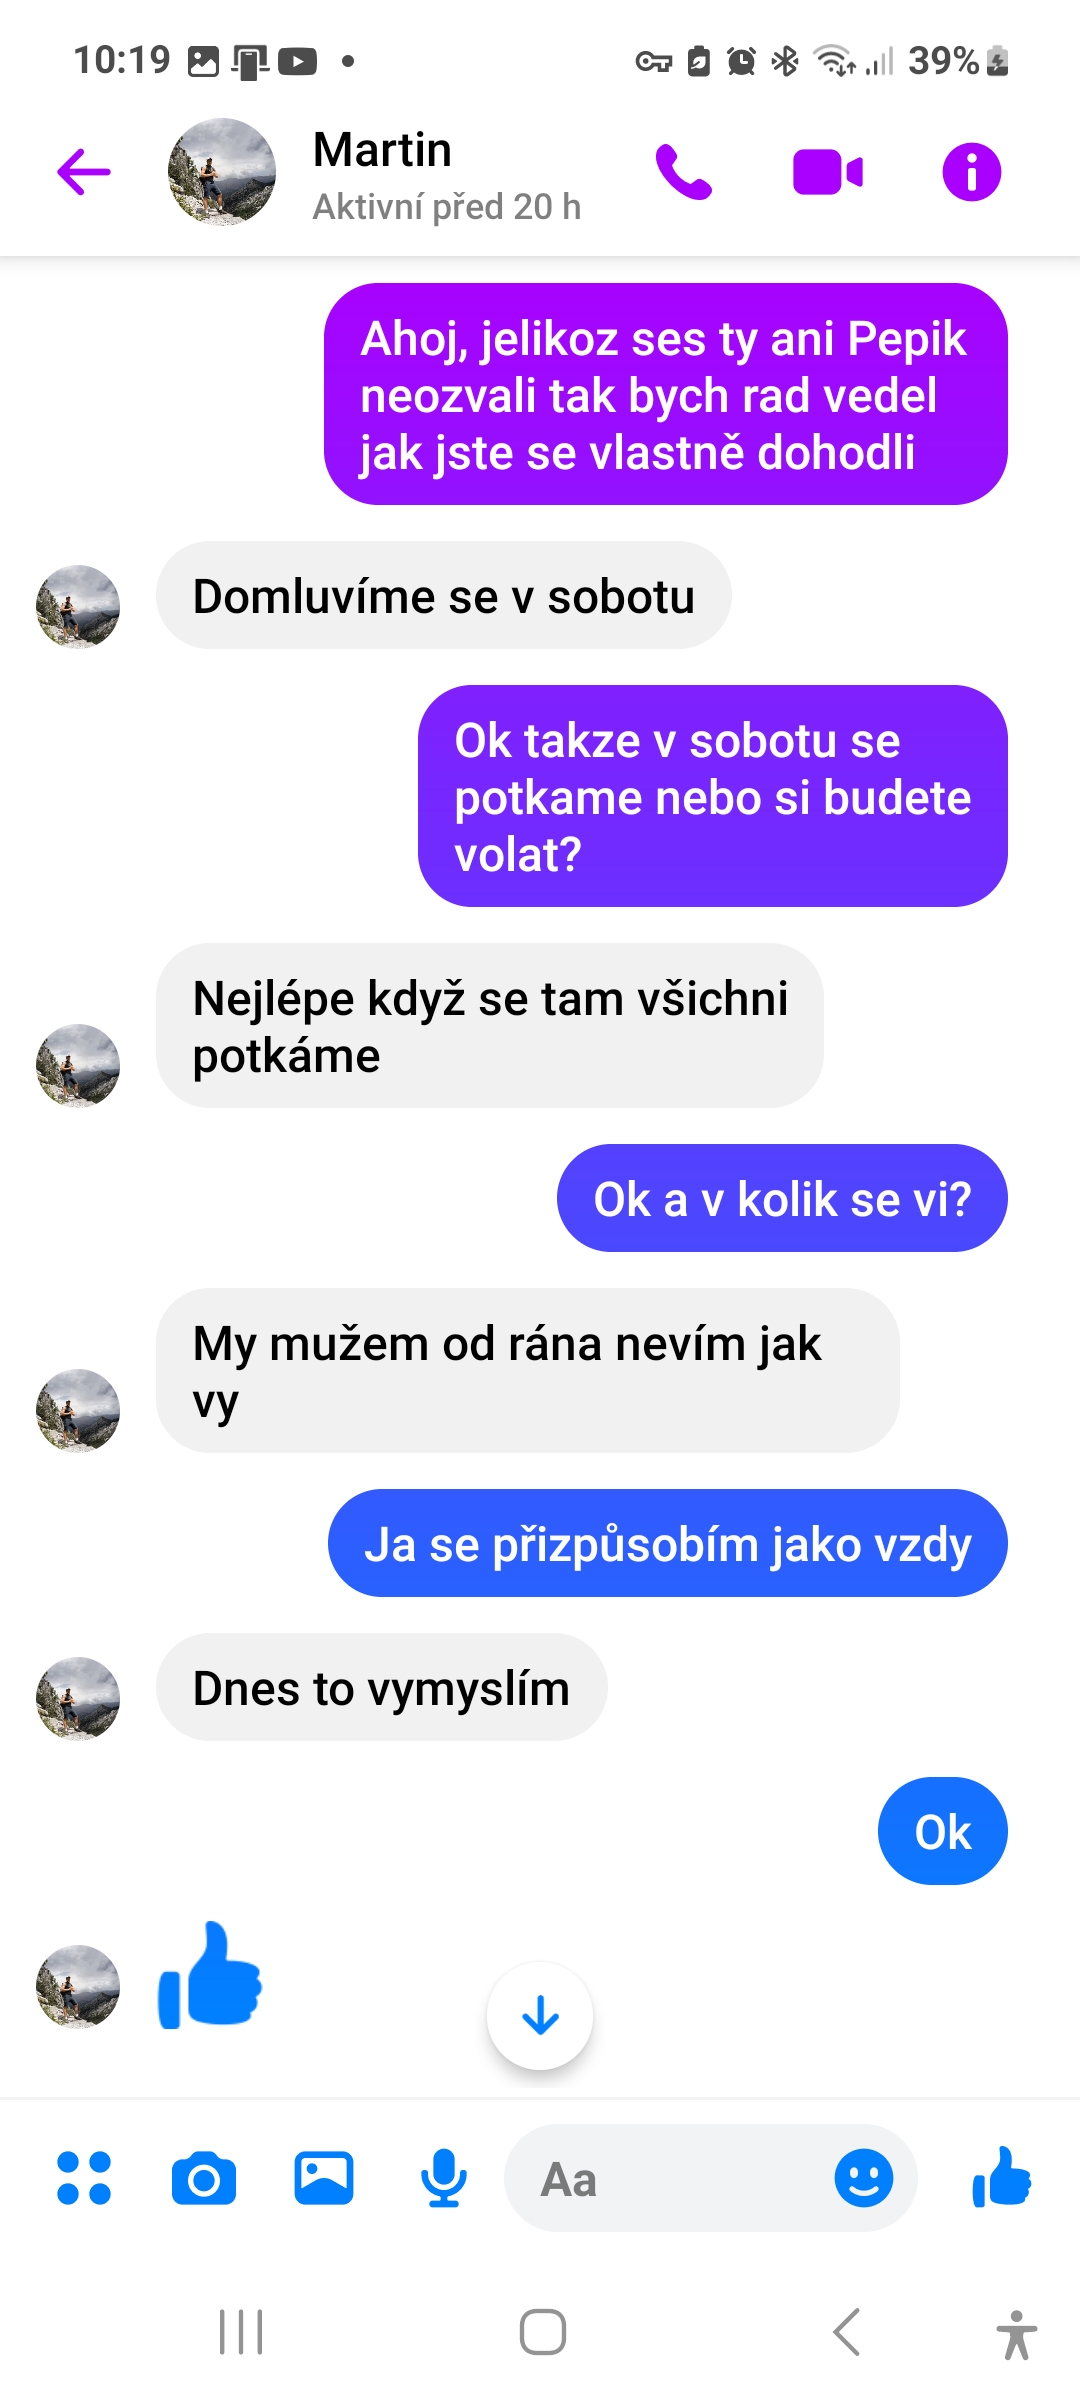 10:19
39%
Martin
Aktivní před 20 h
Ahoj, jelikoz ses ty ani Pepik
neozvali tak bych rad vedel
jak jste se vlastně dohodli
Domluvíme se v sobotu
Ok takze v sobotu se
potkame nebo si budete
volat?
Nejlépe když se tam všichni
potkáme
Ok a v kolik se vi?
My mužem od rána nevím jak
vy
Ja se přizpůsobím jako vzdy
Dnes to vymyslím
Ok
Aa